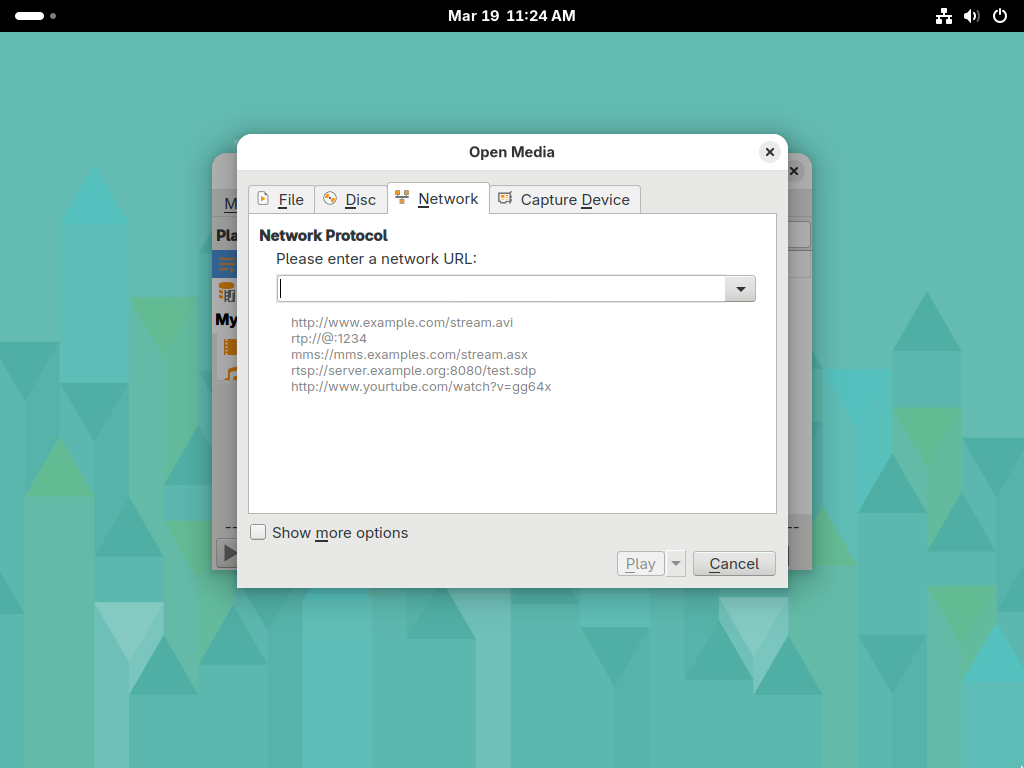 Mar 19 11:24 AM
Open Media
File
Disc
Network
Capture Device
Network Protocol
Please enter a network URL:
http://www.example.com/stream.avi
rtp://@:1234
mms://mms.examples.com/stream.asx
rtsp://server.example.org:8080/test.sdp
http://www.yourtube.com/watch?v=gg64x
Show more options
Play
Cancel
My